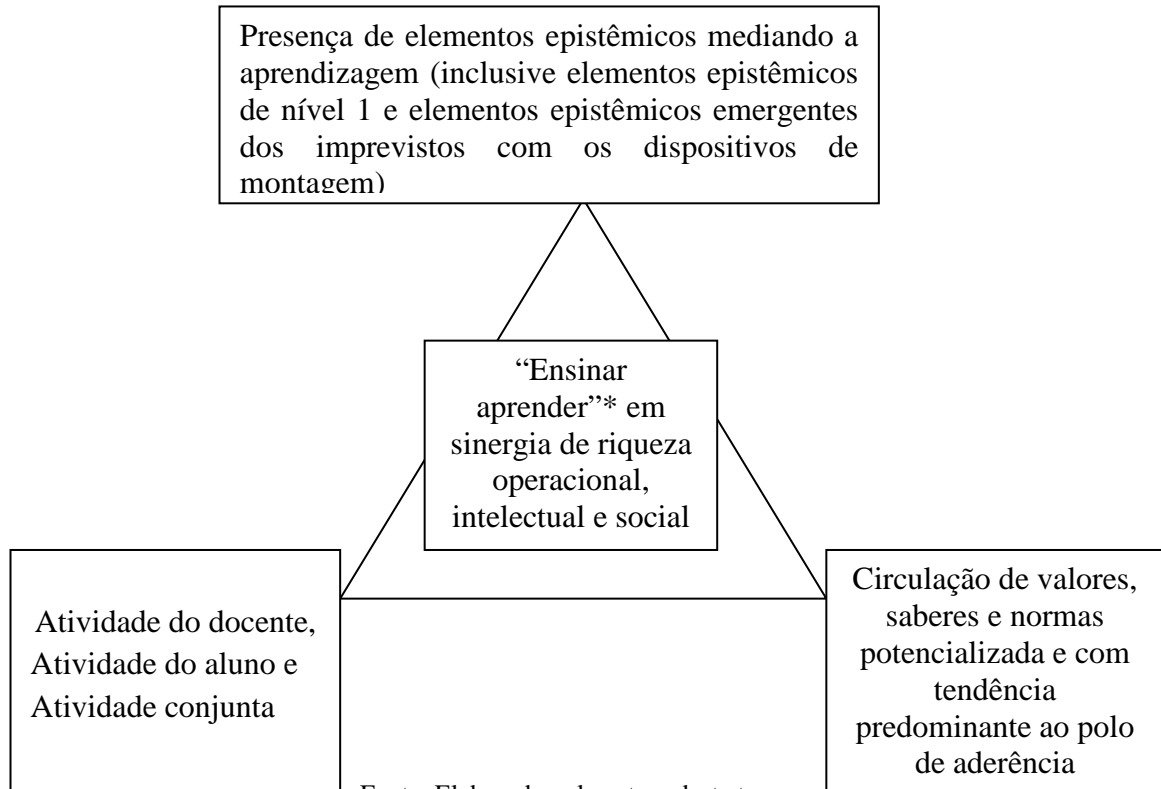 Presença de elementos epistêmicos mediando a
aprendizagem (inclusive elementos epistêmicos
de nível 1 e elementos epistêmicos emergentes
dos imprevistos com os dispositivos de
montagem)
“Ensinar
aprender”* em
sinergia de riqueza
operacional,
intelectual e social
Atividade do docente,
Atividade do aluno e
Atividade conjunta
Circulação de valores,
saberes e normas
potencializada e com
tendência
predominante ao polo
de aderência